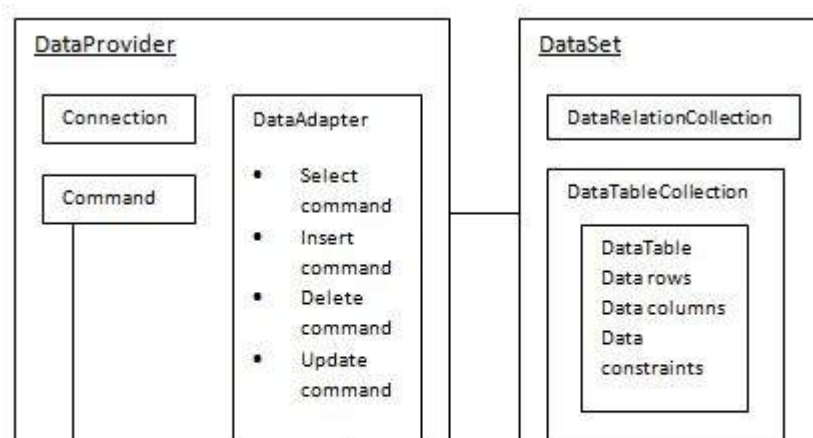 DataProvider
Connection
Command
DataAdapter
• Select
command
• Insert
command
• Delete
command
• Update
command
DataSet
DataRelationCollection
DataTableCollection
DataTable
Data rows
Data columns
Data
constraints